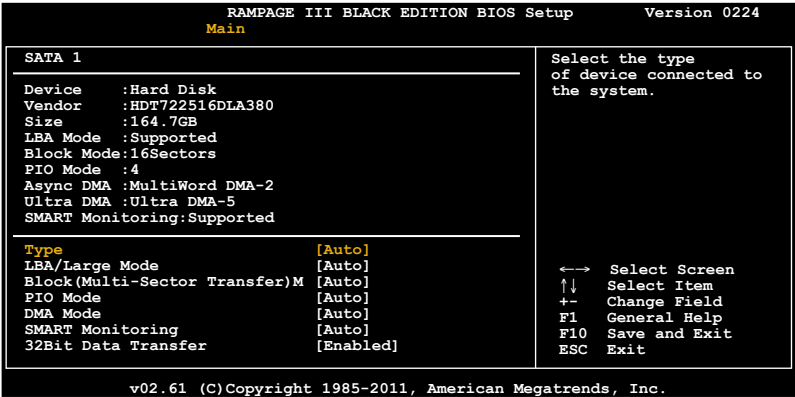 RAMPAGE III BLACK EDITION BIOS Setup Version 0224
Main
SATA 1
Device :Hard Disk
Vendor :HDT722516DLA380
Size :164.7GB
LBA Mode :Supported
Block Mode:16Sectors
PIO Mode :4
Async DMA :MultiWord DMA-2
Ultra DMA :Ultra DMA-5
SMART Monitoring:Supported
Type [Auto]
LBA/Large Mode [Auto]
Block(Multi-Sector Transfer)M [Auto]
PIO Mode [Auto]
DMA Mode [Auto]
SMART Monitoring [Auto]
32Bit Data Transfer [Enabled]
Select the type
of device connected to
the system.
←→ Select Screen
↑↓ Select Item
+- Change Field
F1 General Help
F10 Save and Exit
ESC Exit
v02.61 (C)Copyright 1985-2011, American Megatrends, Inc.